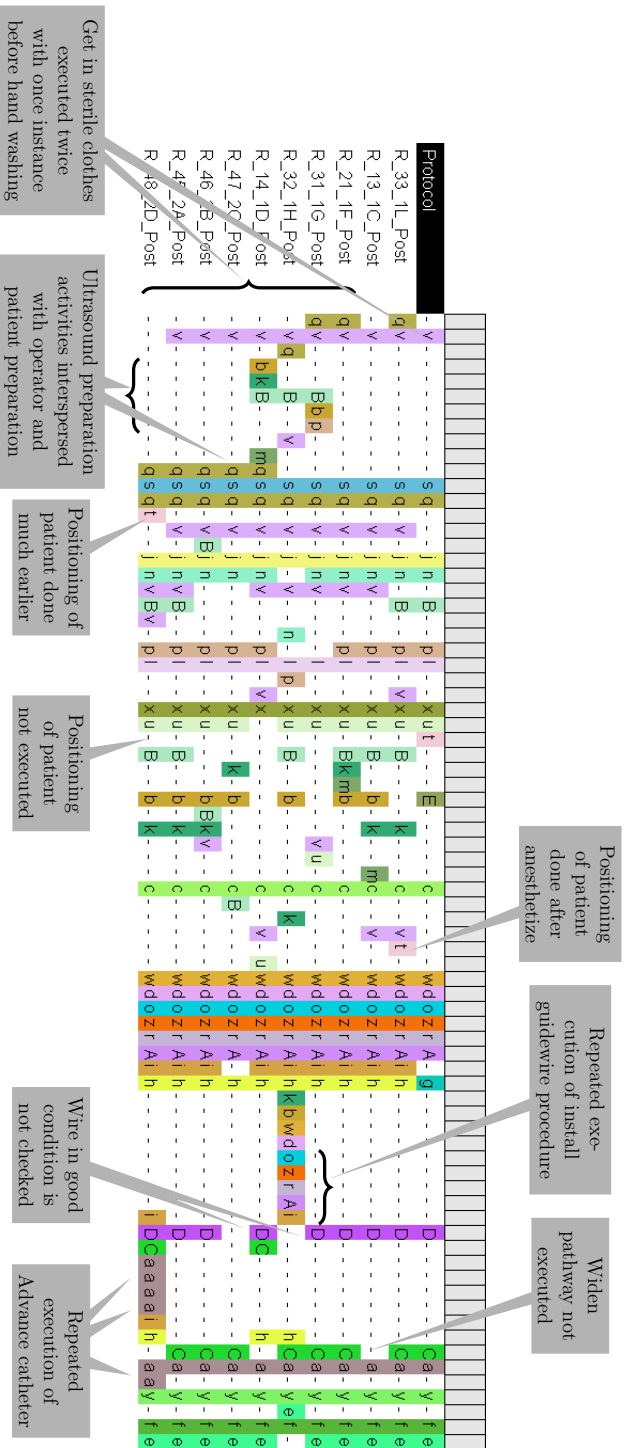 Positioning
of patient
done after
anesthetize
Repeated exe-
cution of install
guidewire procedure
Widen
pathway not
executed
Protocol v s q j n B p l x u t E c w d o z r A g D C a y f e
R_33_1L_Post q v s q v j n B p l v x u B k c v t w d o z r A i h D C a y f e
R_13_1C_Post v s q v j n v p l x u B b k m c v w d o z r A i h D a y f e
R_21_1F_Post q v s q v j n v p l x u B k m b c w d o z r A i h D C a y f e
R_31_1G_Post q v B b p s q v j n v l x u v u c w d o z r A i h D C a y f e
R_32_1H_Post v q B v s q j v n l p x u B b c k w d o z r A i h k b w d o z r A i h C a y e f
R_14_1D_Post v b k B m q s q v j n v p l v x c v u w d o z r A i h D C h a y f e
R_47_2C_Post v q s q v j n p l x u k b c B w d o z r A h C a y f e
R_46_2B_Post v q s q v B j n p l x u b B k v c w d o z r A i h D C a y f e
R_45_2A_Post v q s q v j n v B p l x u B b k c w d o z r A i h D C a y f e
R_48_2D_Post q s q t j n v B v p l x u B b k c w d o z r A i h i D C a a a a i h a a y f e
Get in sterile clothes
executed twice
with once instance
before hand washing
Ultrasound preparation
activities interspersed
with operator and
patient preparation
Positioning of
patient done
much earlier
Positioning
of patient
not executed
Wire in good
condition is
not checked
Repeated
execution of
Advance catheter